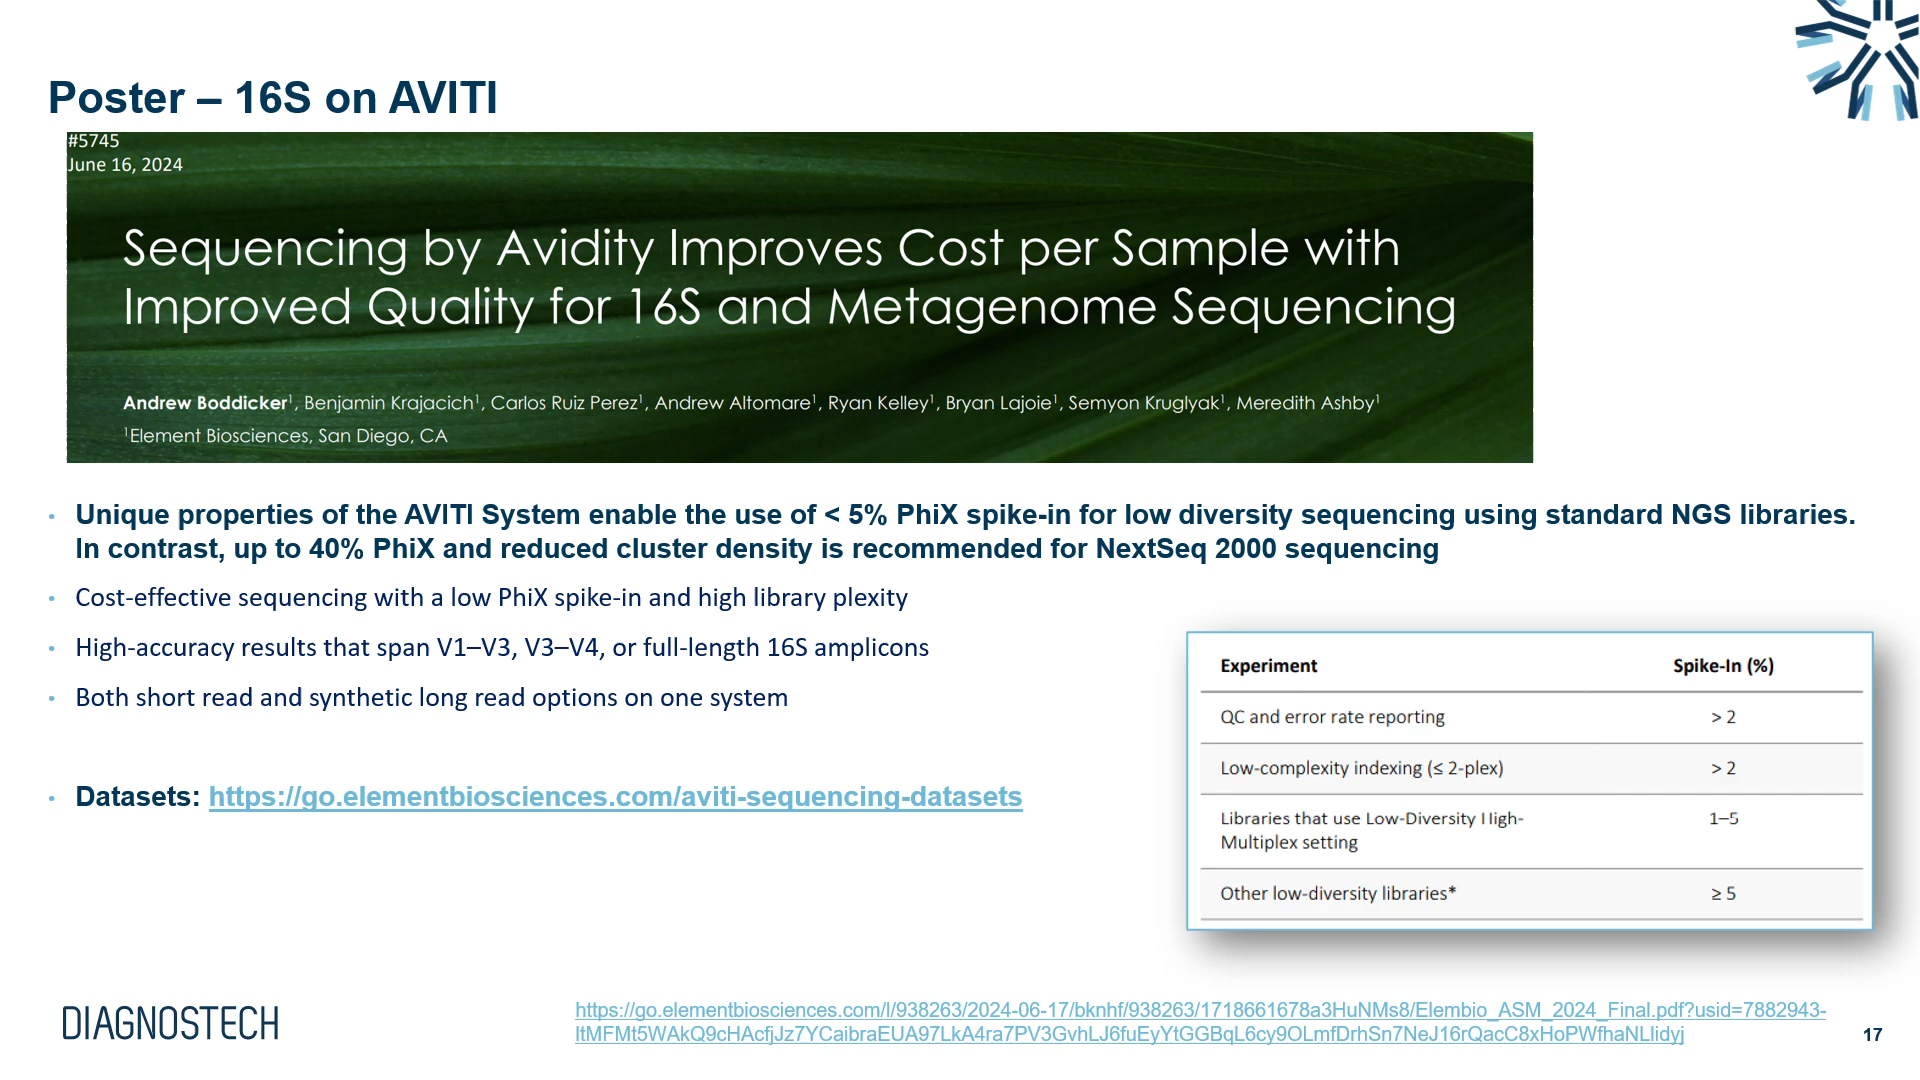 Poster – 16S on AVITI
#5745
June 16, 2024
Sequencing by Avidity Improves Cost per Sample with
Improved Quality for 16S and Metagenome Sequencing
Andrew Boddicker¹, Benjamin Krajacich¹, Carlos Ruiz Perez¹, Andrew Altomare¹, Ryan Kelley¹, Bryan Lajoie¹, Semyon Kruglyak¹, Meredith Ashby¹
¹Element Biosciences, San Diego, CA
• Unique properties of the AVITI System enable the use of < 5% PhiX spike-in for low diversity sequencing using standard NGS libraries.
In contrast, up to 40% PhiX and reduced cluster density is recommended for NextSeq 2000 sequencing
• Cost-effective sequencing with a low PhiX spike-in and high library plexity
• High-accuracy results that span V1–V3, V3–V4, or full-length 16S amplicons
• Both short read and synthetic long read options on one system
• Datasets: https://go.elementbiosciences.com/aviti-sequencing-datasets
Experiment Spike-In (%)
QC and error rate reporting > 2
Low-complexity indexing (≤ 2-plex) > 2
Libraries that use Low-Diversity High- 1–5
Multiplex setting
Other low-diversity libraries* ≥ 5
DIAGNOSTECH
https://go.elementbiosciences.com/l/938263/2024-06-17/bknhf/938263/1718661678a3HuNMs8/Elembio_ASM_2024_Final.pdf?usid=7882943-
ItMFMt5WAkQ9cHAcfjJz7YCaibraEUA97LkA4ra7PV3GvhLJ6fuEyYtGGBqL6cy9OLmfDrhSn7NeJ16rQacC8xHoPWfhaNLlidyj
17